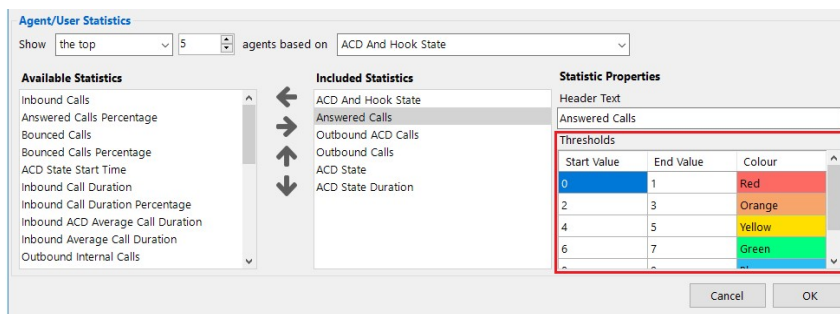 Agent/User Statistics
Show the top 5 agents based on ACD And Hook State
Available Statistics
Inbound Calls
Answered Calls Percentage
Bounced Calls
Bounced Calls Percentage
ACD State Start Time
Inbound Call Duration
Inbound Call Duration Percentage
Inbound ACD Average Call Duration
Inbound Average Call Duration
Outbound Internal Calls
Included Statistics
ACD And Hook State
Answered Calls
Outbound ACD Calls
Outbound Calls
ACD State
ACD State Duration
Statistic Properties
Header Text
Answered Calls
Thresholds
Start Value End Value Colour
0 1 Red
2 3 Orange
4 5 Yellow
6 7 Green
Cancel OK